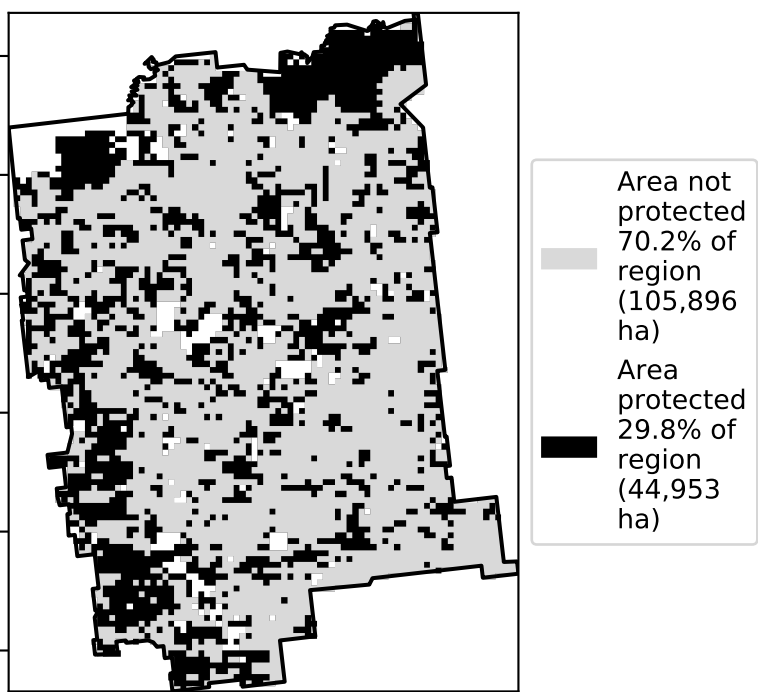 Area not
protected
70.2% of
region
(105,896
ha)
Area
protected
29.8% of
region
(44,953
ha)